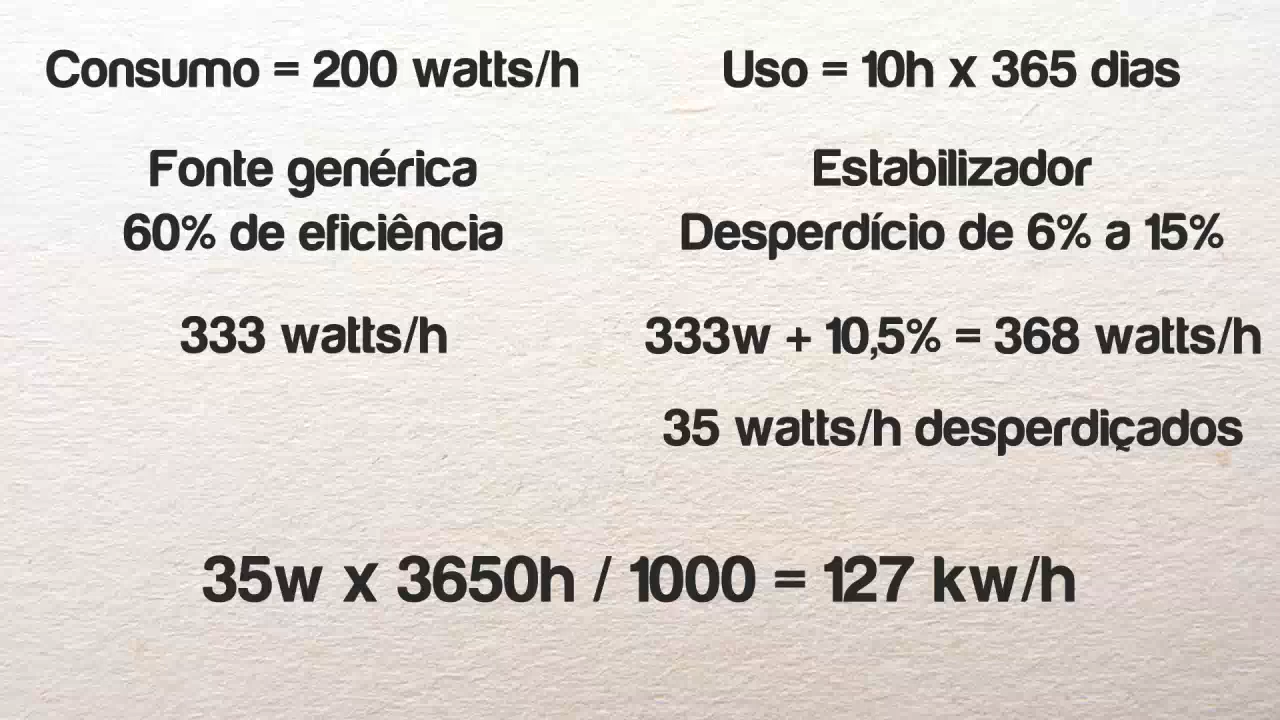 Consumo = 200 watts/h
Uso = 10h x 365 dias
Fonte genérica
60% de eficiência
Estabilizador
Desperdício de 6% a 15%
333 watts/h
333w + 10,5% = 368 watts/h
35 watts/h desperdiçados
35w x 3650h / 1000 = 127 kw/h